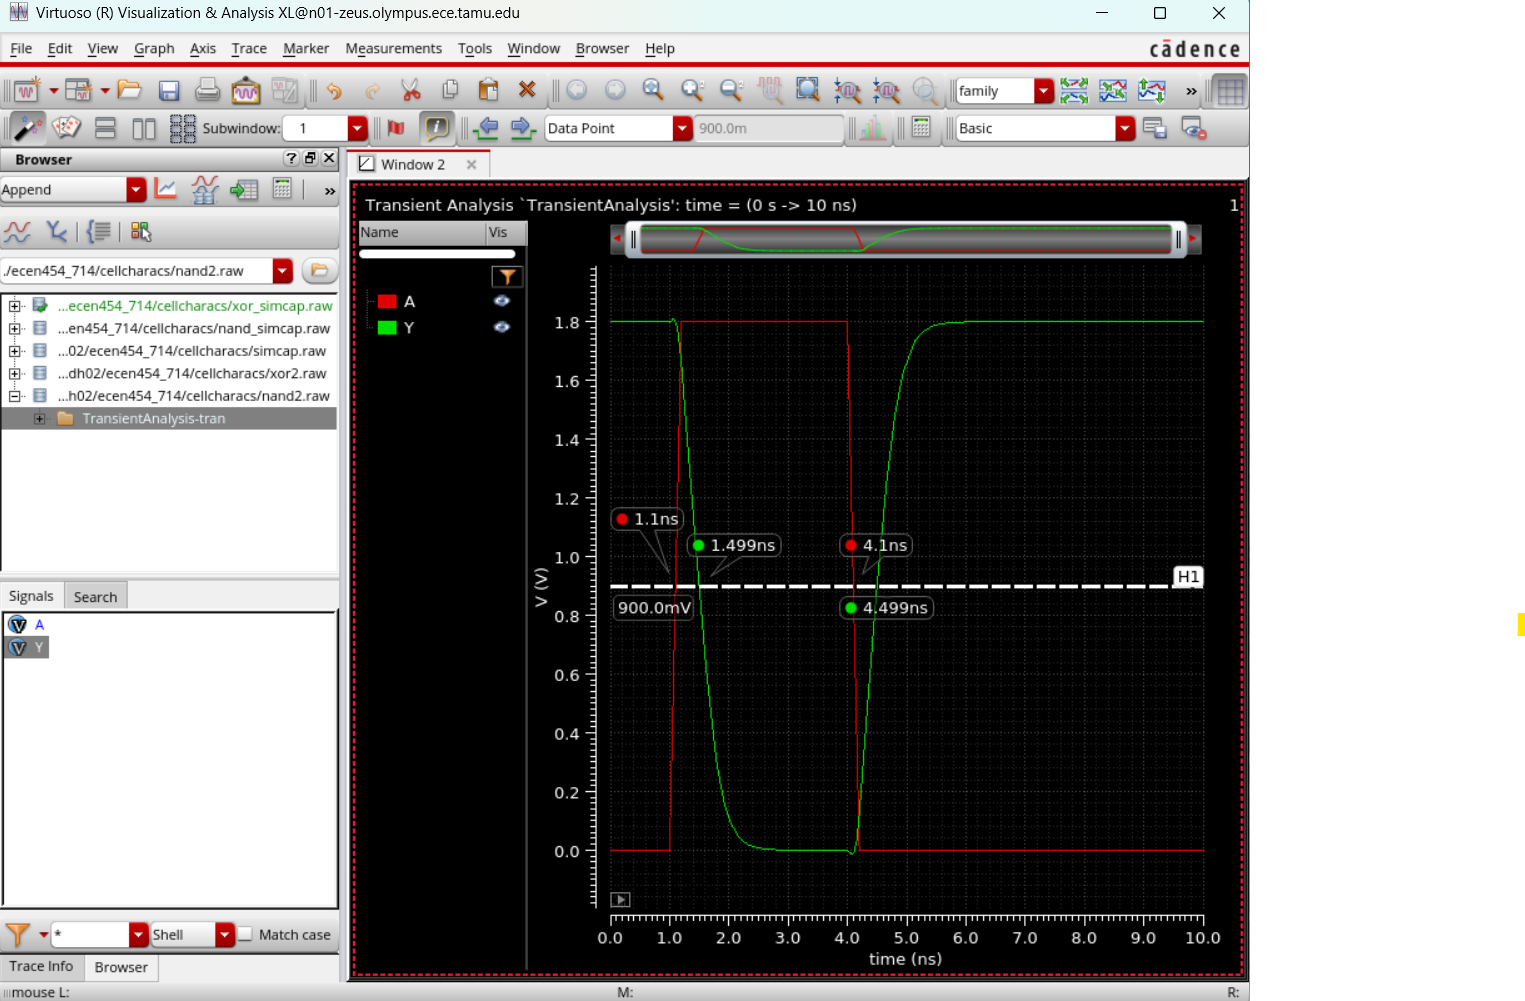 Virtuoso (R) Visualization & Analysis XL@n01-zeus.olympus.ece.tamu.edu
File Edit View Graph Axis Trace Marker Measurements Tools Window Browser Help
cādence
family
»
Subwindow: 1
Data Point
900.0m
Basic
Browser
Window 2
Append
»
./ecen454_714/cellcharacs/nand2.raw
...ecen454_714/cellcharacs/xor_simcap.raw
...en454_714/cellcharacs/nand_simcap.raw
...02/ecen454_714/cellcharacs/simcap.raw
...dh02/ecen454_714/cellcharacs/xor2.raw
...h02/ecen454_714/cellcharacs/nand2.raw
TransientAnalysis-tran
Signals Search
A
Y
* Shell Match case
Trace Info Browser
mouse L: M: R:
Transient Analysis `TransientAnalysis': time = (0 s -> 10 ns) 1
Name Vis
A
Y
1.8
1.6
1.4
1.2
1.0
0.8
0.6
0.4
0.2
0.0
V (V)
1.1ns
1.499ns
4.1ns
H1
900.0mV
4.499ns
0.0 1.0 2.0 3.0 4.0 5.0 6.0 7.0 8.0 9.0 10.0
time (ns)